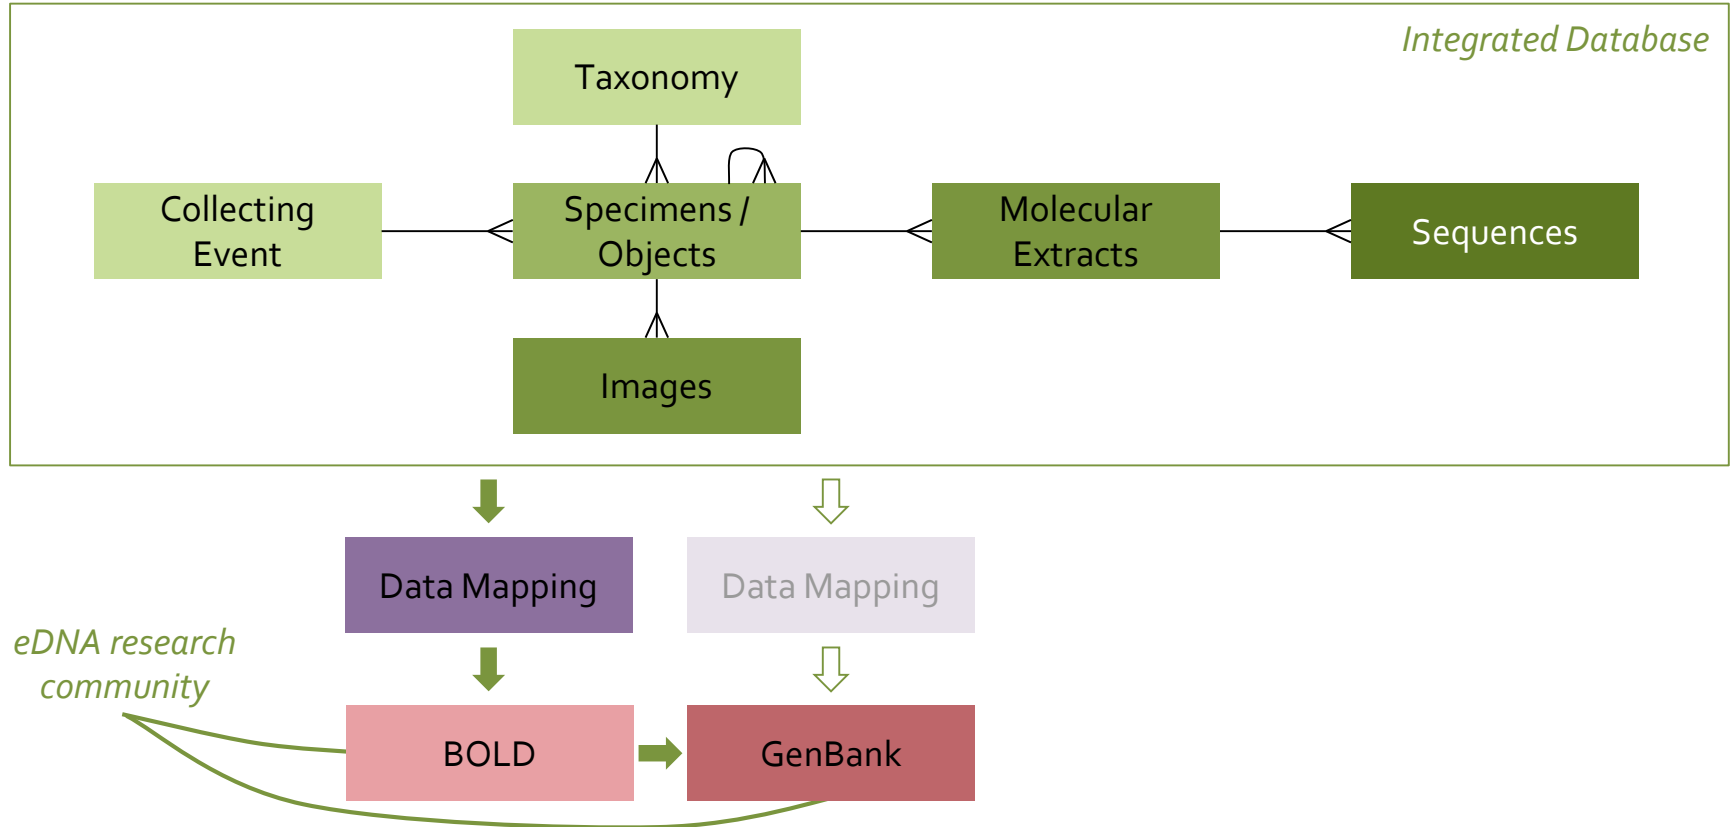 Integrated Database
Taxonomy
Collecting
Event
Specimens /
Objects
Molecular
Extracts
Sequences
Images
Data Mapping
Data Mapping
eDNA research
community
BOLD
GenBank